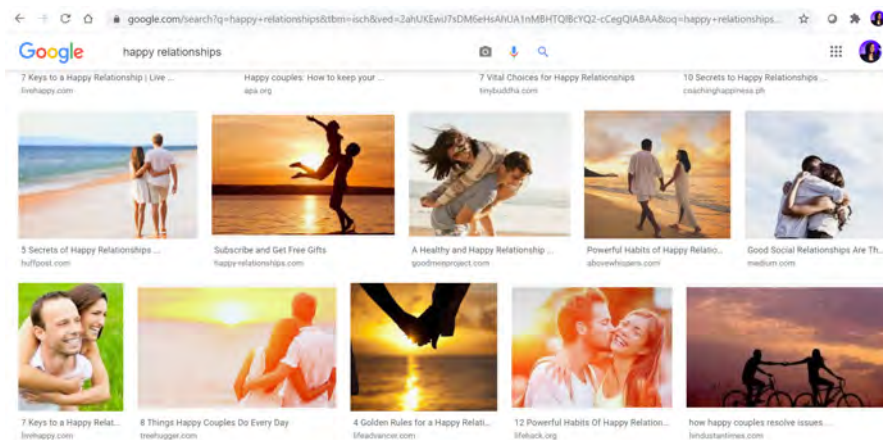 google.com/search?q=happy+relationships&tbm=isch&ved=2ahUKEwiJ7sDM6eHsAhUA1nMBHTQIBcYQ2-cCegQIABAA&oq=happy+relationships...
Google
happy relationships
7 Keys to a Happy Relationship | Live ...
livehappy.com
Happy couples: How to keep your ...
apa.org
7 Vital Choices for Happy Relationships
tinybuddha.com
10 Secrets to Happy Relationships ...
coachinghappiness.ph
5 Secrets of Happy Relationships ...
huffpost.com
Subscribe and Get Free Gifts
happy-relationships.com
A Healthy and Happy Relationship ...
goodmenproject.com
Powerful Habits of Happy Relatio...
abovewhispers.com
Good Social Relationships Are Th...
medium.com
7 Keys to a Happy Relat...
livehappy.com
8 Things Happy Couples Do Every Day
treehugger.com
4 Golden Rules for a Happy Relati...
lifeadvancer.com
12 Powerful Habits Of Happy Relation...
lifehack.org
how happy couples resolve issues ...
hindustantimes.com